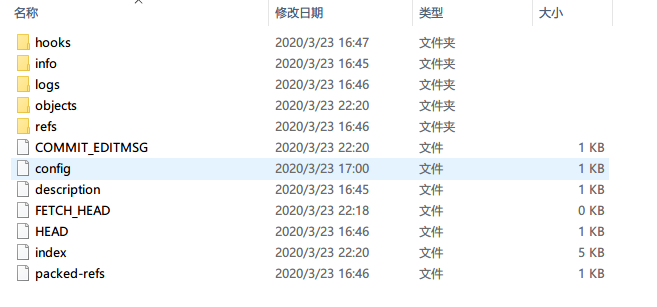 名称 修改日期 类型 大小
hooks 2020/3/23 16:47 文件夹
info 2020/3/23 16:45 文件夹
logs 2020/3/23 16:46 文件夹
objects 2020/3/23 22:20 文件夹
refs 2020/3/23 16:46 文件夹
COMMIT_EDITMSG 2020/3/23 22:20 文件 1 KB
config 2020/3/23 17:00 文件 1 KB
description 2020/3/23 16:45 文件 1 KB
FETCH_HEAD 2020/3/23 22:18 文件 0 KB
HEAD 2020/3/23 16:46 文件 1 KB
index 2020/3/23 22:20 文件 5 KB
packed-refs 2020/3/23 16:46 文件 1 KB